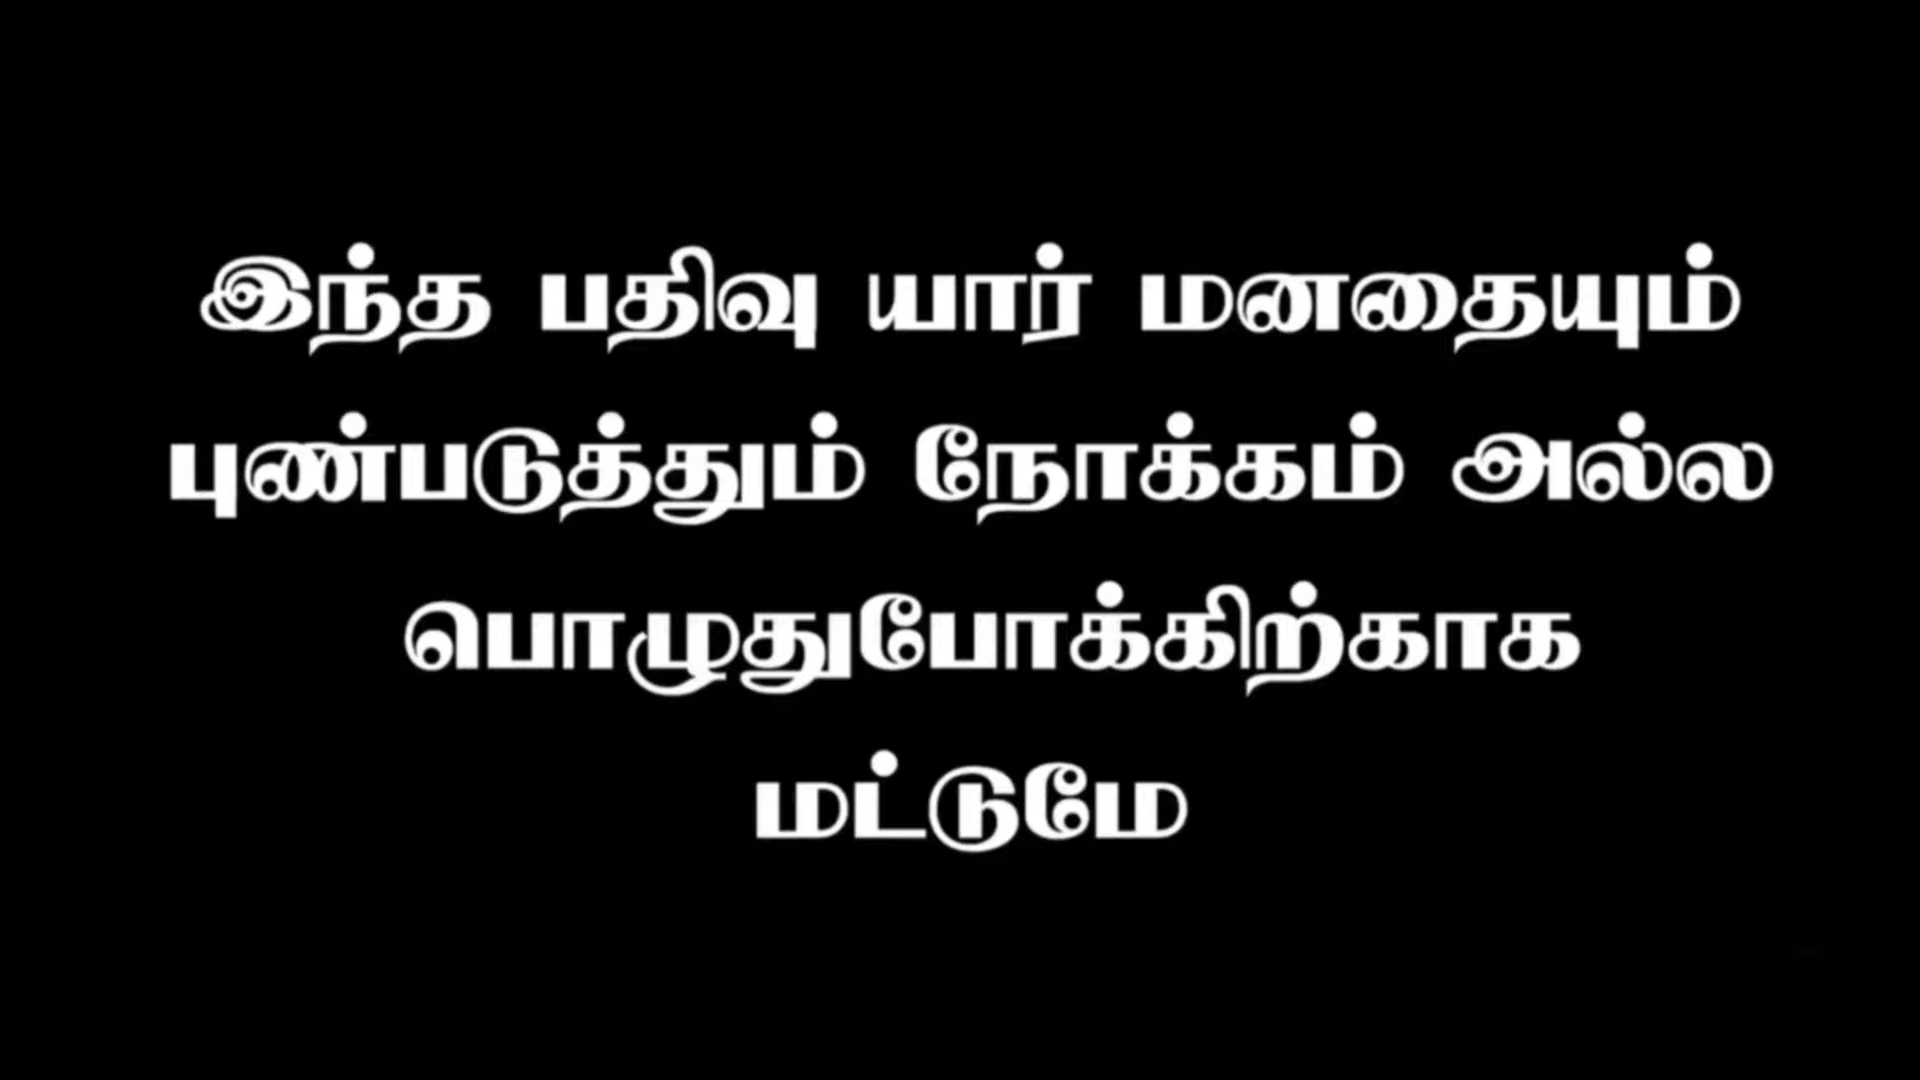 இந்த பதிவு யார் மனதையும்
புண்படுத்தும் நோக்கம் அல்ல
பொழுதுபோக்கிற்காக
மட்டுமே